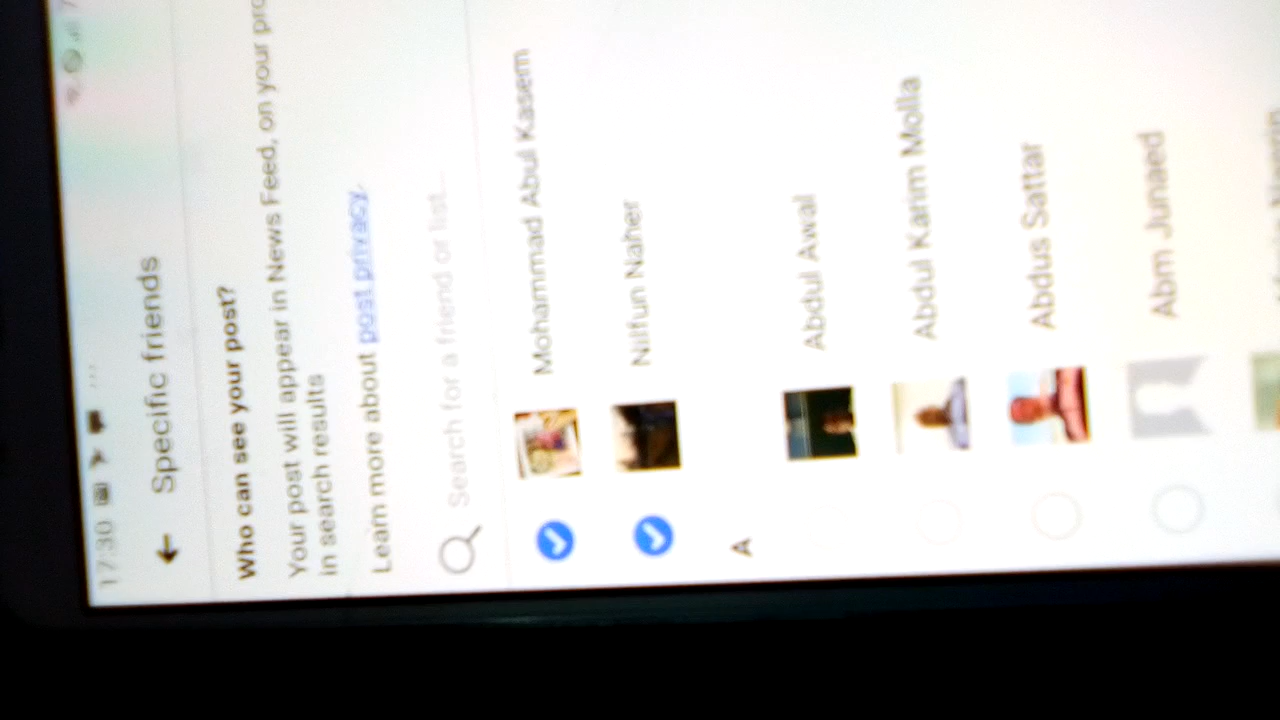 17:30
Specific friends
Who can see your post?
Your post will appear in News Feed, on your
in search results
Learn more about post privacy.
Search for a friend or list...
Mohammad Abul Kasem
Nilfun Naher
A
Abdul Awal
Abdul Karim Molla
Abdus Sattar
Abm Junaed